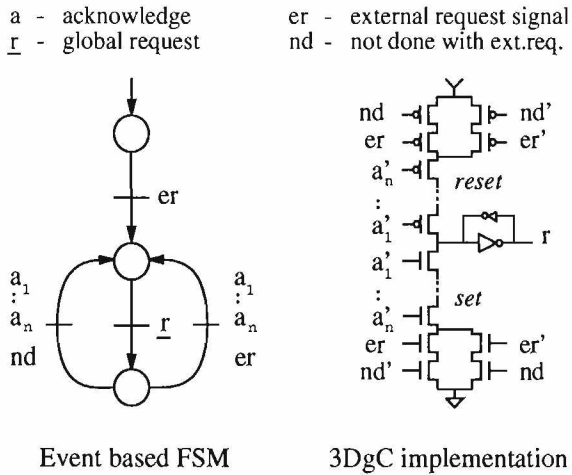 a - acknowledge
r - global request
er - external request signal
nd - not done with ext.req.
er
a₁
:
aₙ
nd
r
a₁
:
aₙ
er
Event based FSM
nd
er
a'ₙ
:
a'₁
a'₁
:
a'ₙ
er
nd'
nd'
er'
reset
r
set
er'
nd
3DgC implementation